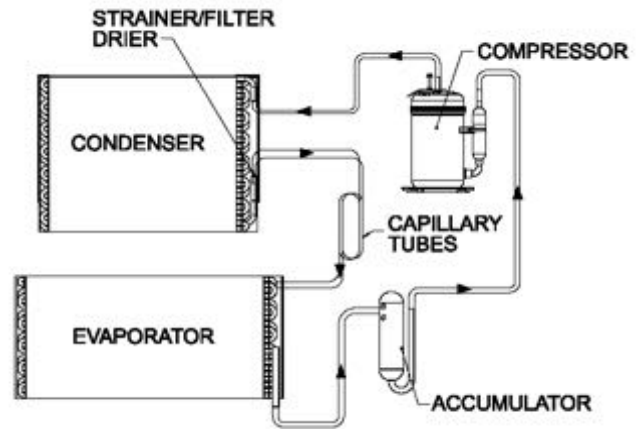 STRAINER/FILTER
DRIER
COMPRESSOR
CONDENSER
CAPILLARY
TUBES
EVAPORATOR
ACCUMULATOR